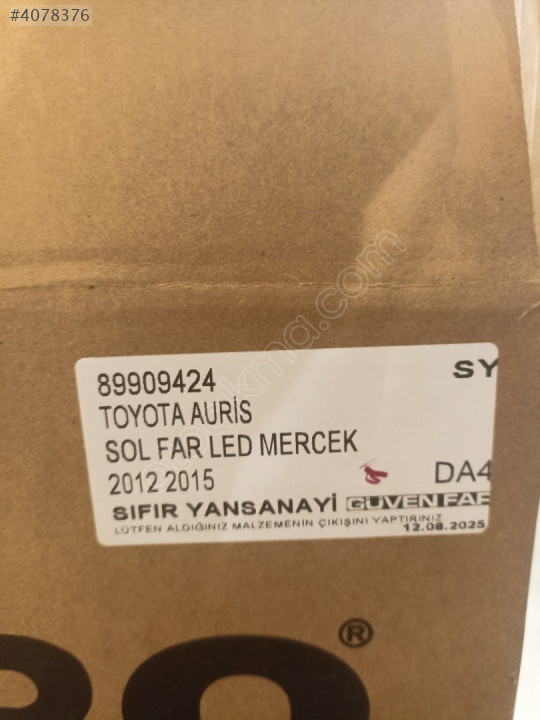 #4078376
89909424
SY
TOYOTA AURİS
SOL FAR LED MERCEK
2012 2015
DA4
SIFIR YANSANAYİ GÜVEN FAR
LÜTFEN ALDIĞINIZ MALZEMENİN ÇIKIŞINI YAPTIRINIZ
12.08.2025
®